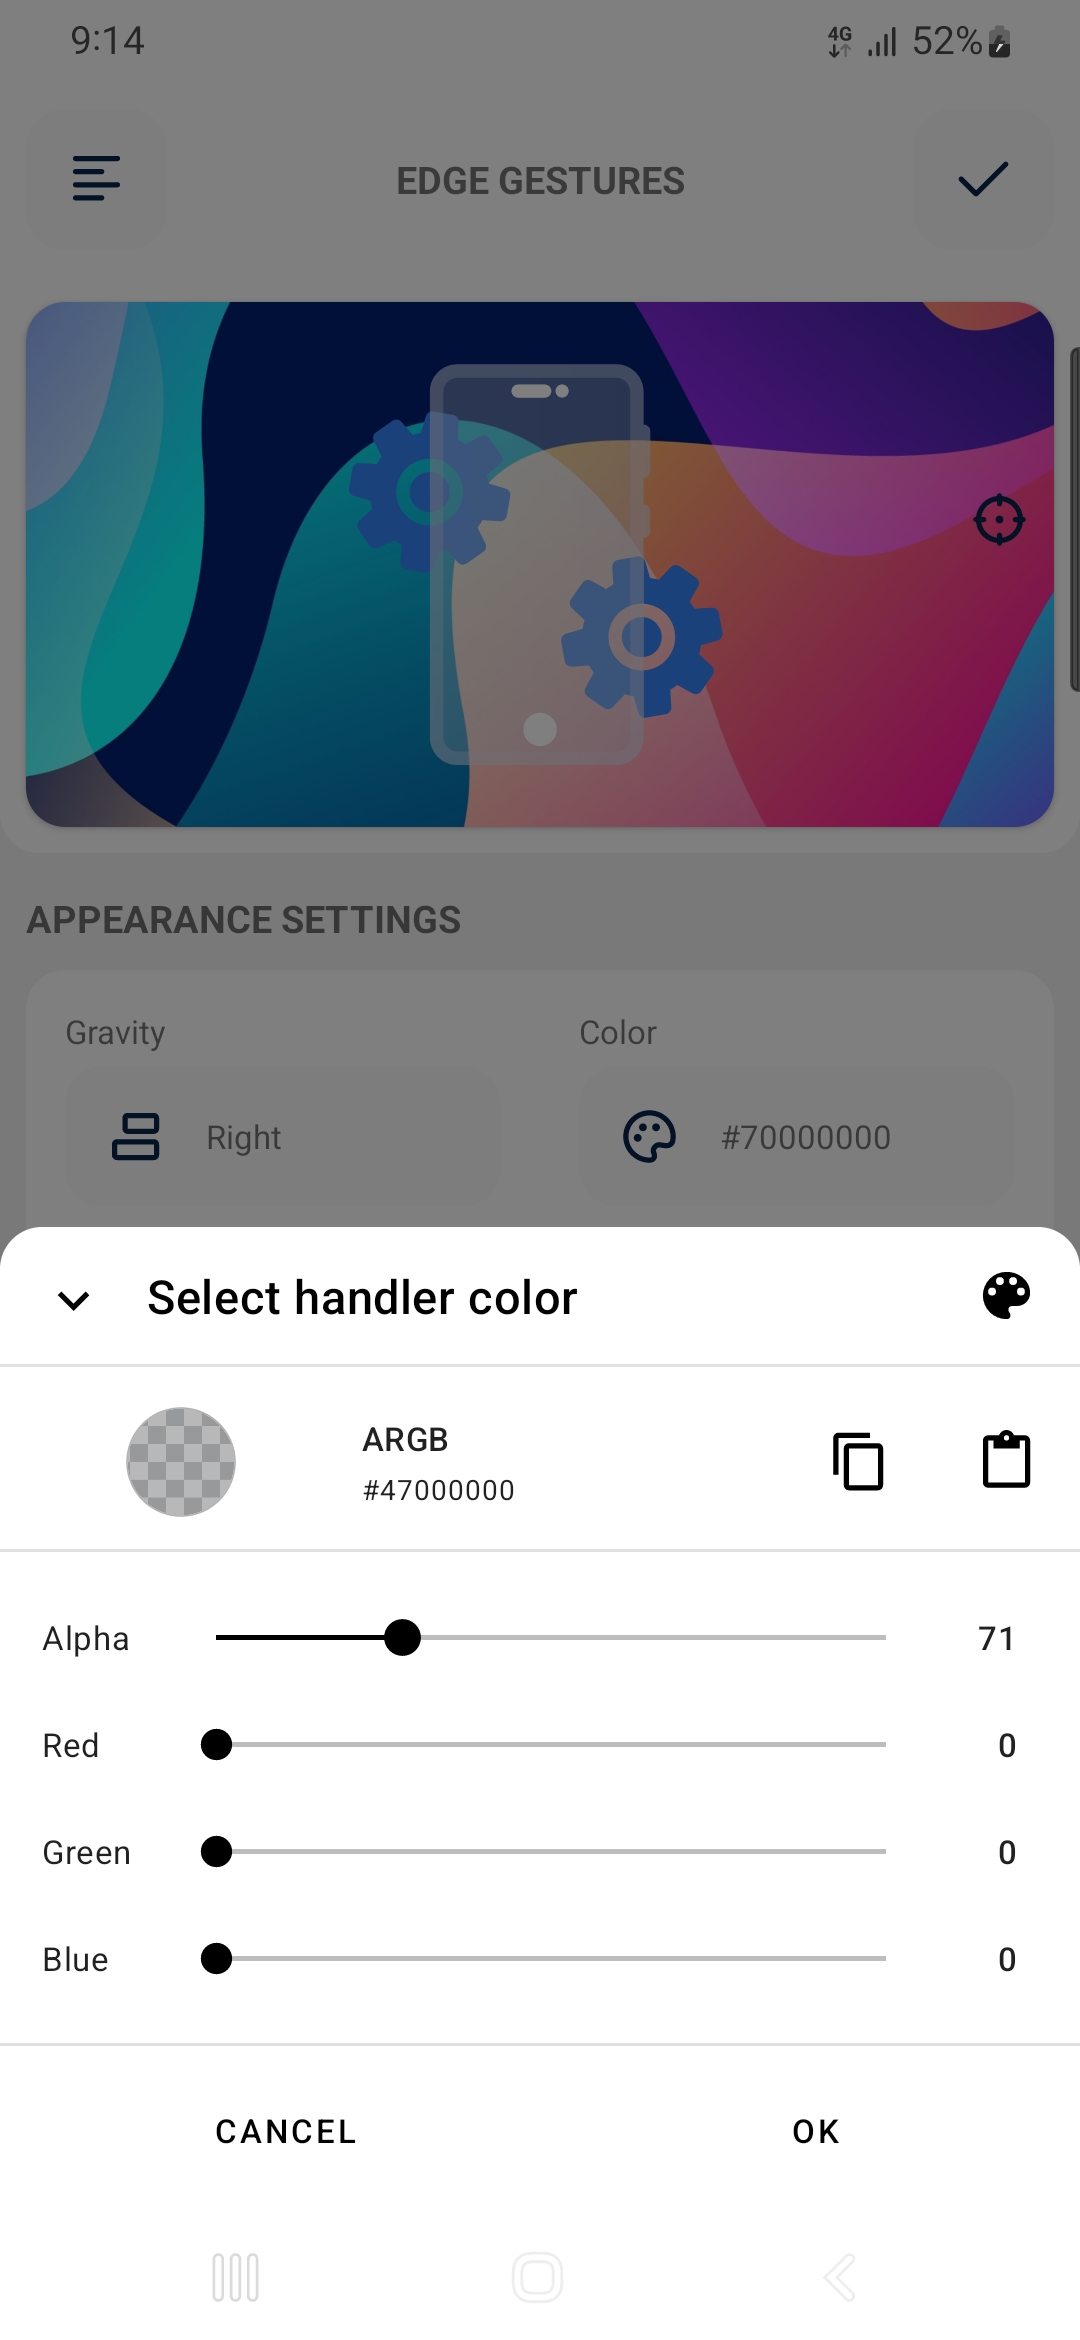 9:14
4G 52%
EDGE GESTURES
APPEARANCE SETTINGS
Gravity Color
Right #70000000
Select handler color
ARGB
#47000000
Alpha 71
Red 0
Green 0
Blue 0
CANCEL OK